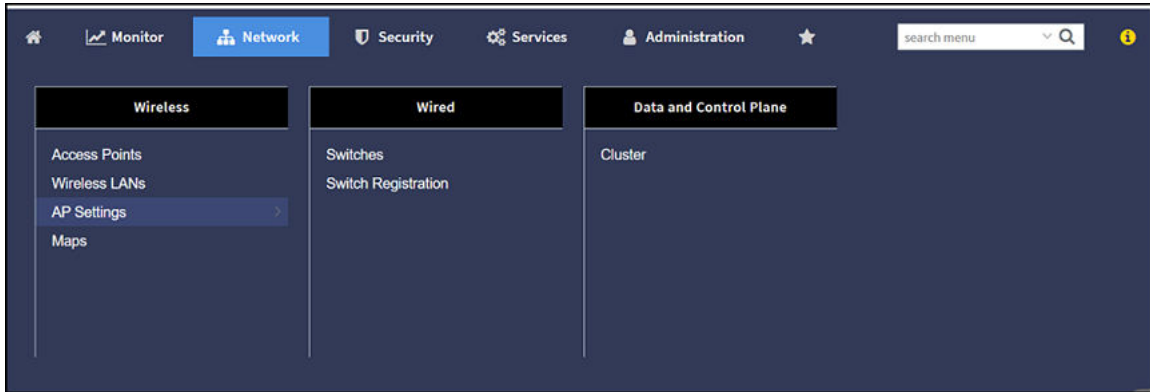 Monitor
Network
Security
Services
Administration
search menu
Wireless
Access Points
Wireless LANs
AP Settings
Maps
Wired
Switches
Switch Registration
Data and Control Plane
Cluster